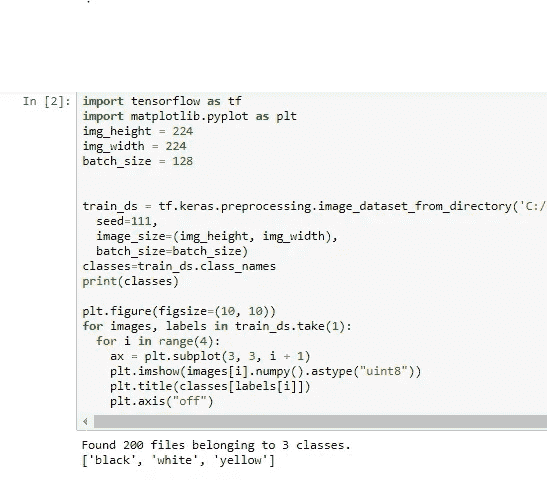 In [2]: import tensorflow as tf
import matplotlib.pyplot as plt
img_height = 224
img_width = 224
batch_size = 128
train_ds = tf.keras.preprocessing.image_dataset_from_directory('C:/
seed=111,
image_size=(img_height, img_width),
batch_size=batch_size)
classes=train_ds.class_names
print(classes)
plt.figure(figsize=(10, 10))
for images, labels in train_ds.take(1):
for i in range(4):
ax = plt.subplot(3, 3, i + 1)
plt.imshow(images[i].numpy().astype("uint8"))
plt.title(classes[labels[i]])
plt.axis("off")
Found 200 files belonging to 3 classes.
['black', 'white', 'yellow']